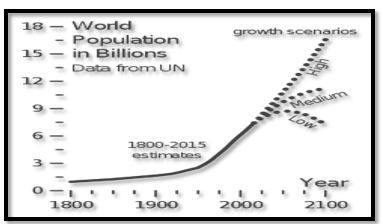 18
World
Population
growth scenarios
15
in Billions
Data from UN
High
12
9
Medium
6
Low
1800-2015
estimates
3
Year
0
1800 1900 2000 2100